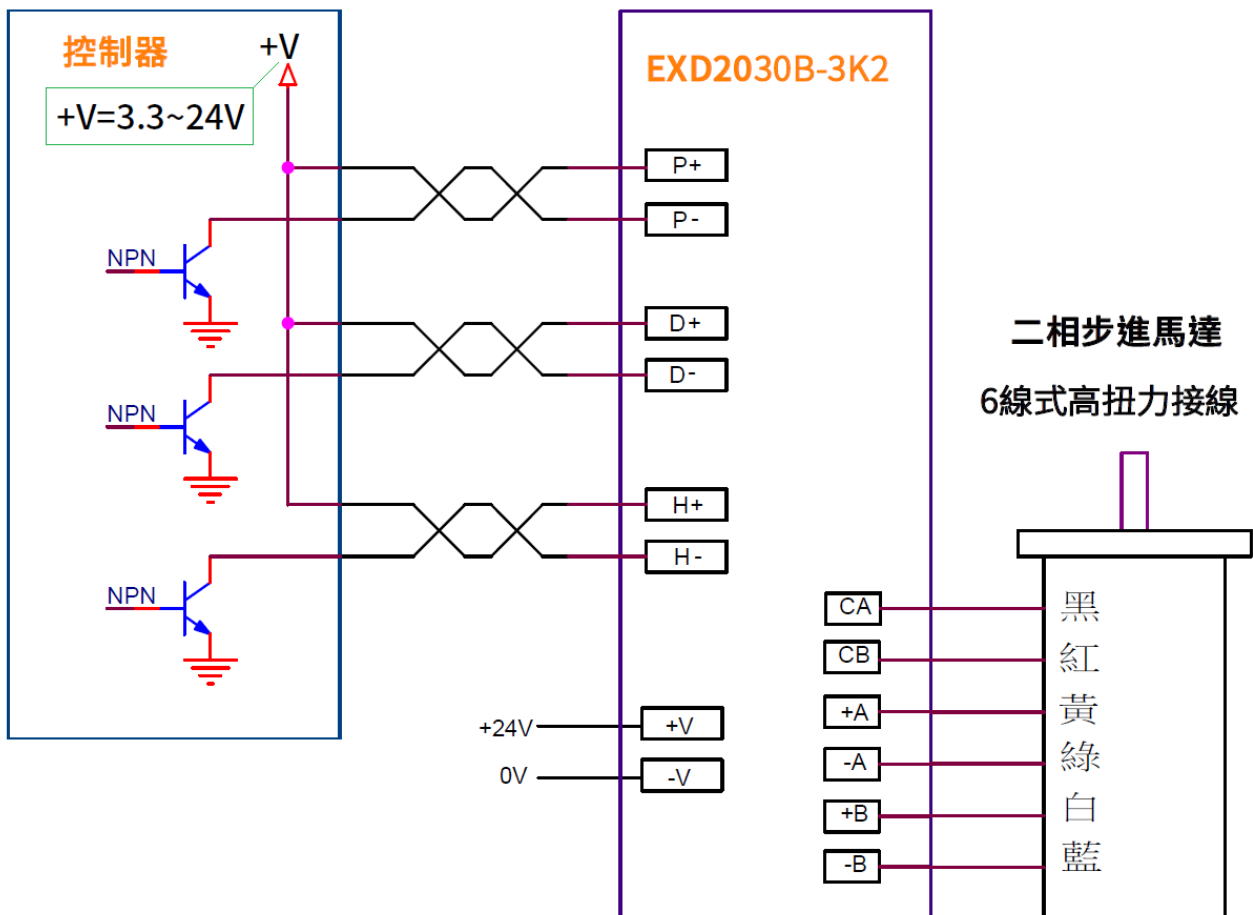 控制器
+V
+V=3.3~24V
NPN
NPN
NPN
EXD2030B-3K2
P+
P-
D+
D-
H+
H-
+24V
+V
0V
-V
CA
CB
+A
-A
+B
-B
二相步進馬達
6線式高扭力接線
黑
紅
黃
綠
白
藍